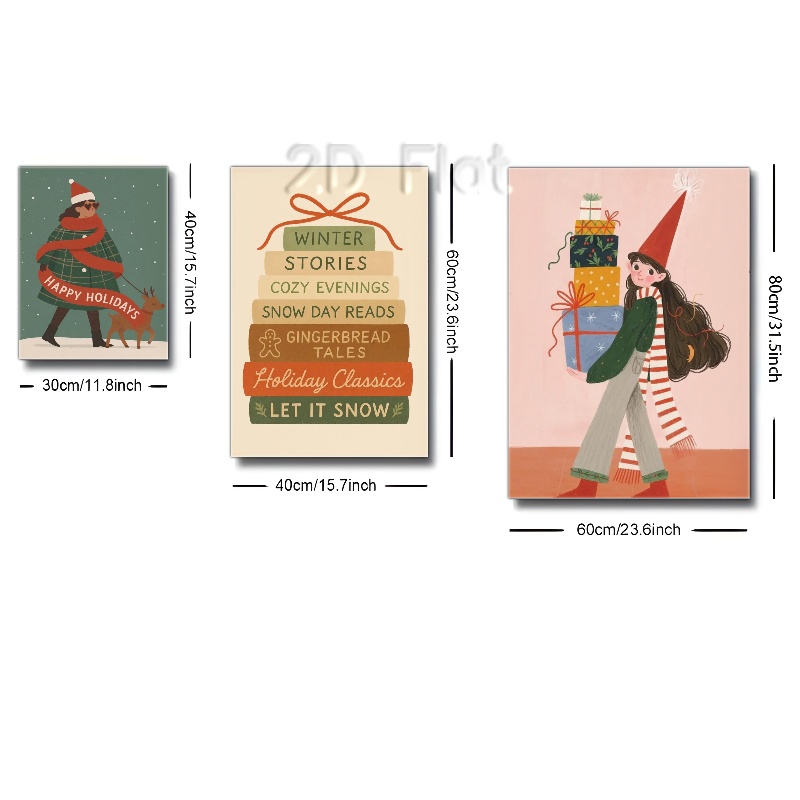 2D Flat
HAPPY HOLIDAYS
40cm/15.7inch
30cm/11.8inch
WINTER
STORIES
COZY EVENINGS
SNOW DAY READS
GINGERBREAD
TALES
Holiday Classics
LET IT SNOW
60cm/23.6inch
40cm/15.7inch
80cm/31.5inch
60cm/23.6inch